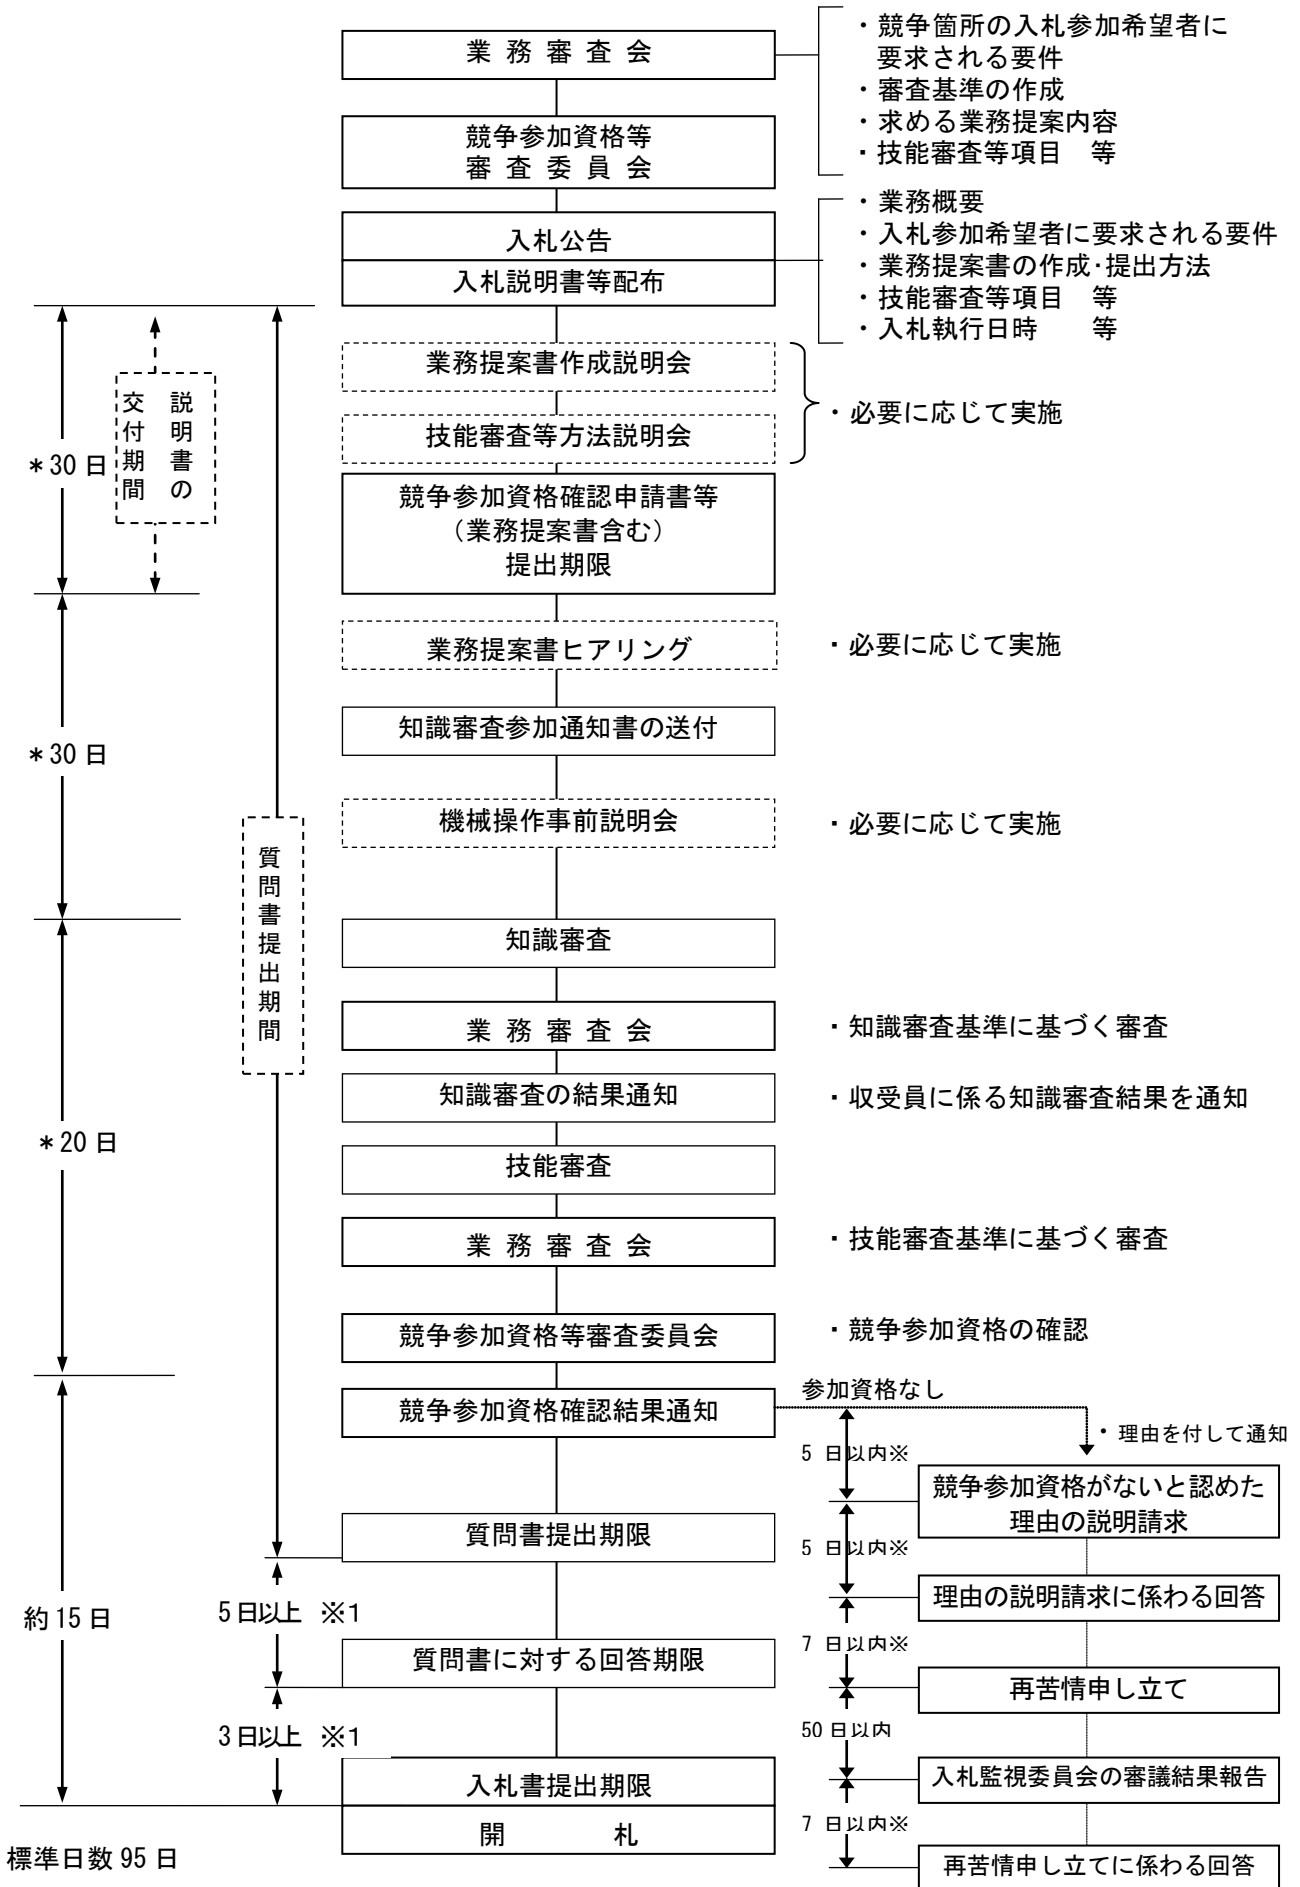 業務審査会
・競争箇所の入札参加希望者に
要求される要件
・審査基準の作成
・求める業務提案内容
・技能審査等項目　等
競争参加資格等
審査委員会
入札公告
入札説明書等配布
・業務概要
・入札参加希望者に要求される要件
・業務提案書の作成・提出方法
・技能審査等項目　等
・入札執行日時　　等
業務提案書作成説明会
技能審査等方法説明会
・必要に応じて実施
説明書の
交付期間
＊30日
競争参加資格確認申請書等
（業務提案書含む）
提出期限
業務提案書ヒアリング
・必要に応じて実施
知識審査参加通知書の送付
＊30日
機械操作事前説明会
・必要に応じて実施
質問書提出期間
知識審査
業務審査会
・知識審査基準に基づく審査
知識審査の結果通知
・収受員に係る知識審査結果を通知
＊20日
技能審査
業務審査会
・技能審査基準に基づく審査
競争参加資格等審査委員会
・競争参加資格の確認
競争参加資格確認結果通知
参加資格なし
・理由を付して通知
5 日以内※
競争参加資格がないと認めた
理由の説明請求
質問書提出期限
5 日以内※
理由の説明請求に係わる回答
約15日
5日以上 ※1
質問書に対する回答期限
7 日以内※
再苦情申し立て
3日以上 ※1
50日以内
入札書提出期限
入札監視委員会の審議結果報告
開　　　札
7 日以内※
再苦情申し立てに係わる回答
標準日数95日